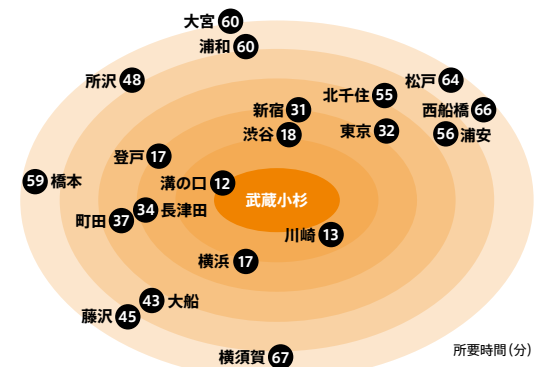 大宮 60
浦和 60
所沢 48
松戸 64
北千住 55
西船橋 66
新宿 31
東京 32
56 浦安
渋谷 18
登戸 17
59 橋本
溝の口 12
武蔵小杉
34 長津田
町田 37
川崎 13
横浜 17
43 大船
藤沢 45
所要時間(分)
横須賀 67